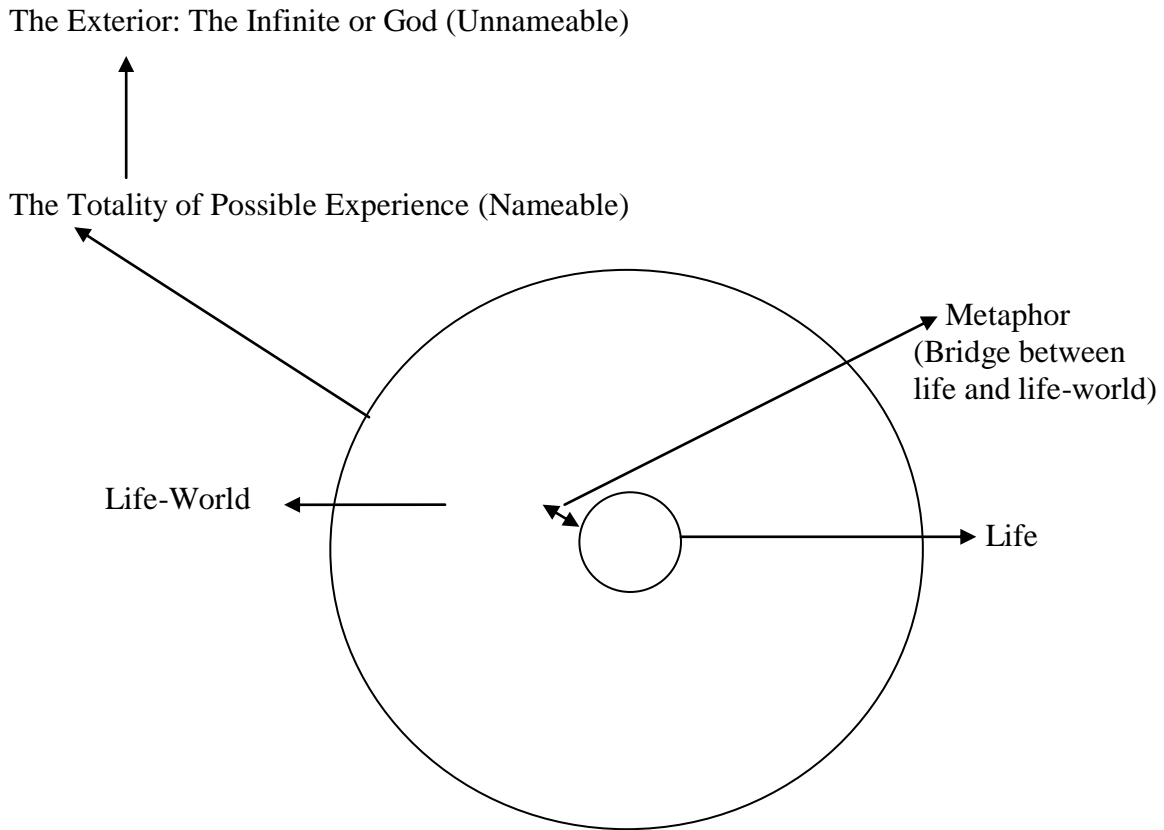 The Exterior: The Infinite or God (Unnameable)
The Totality of Possible Experience (Nameable)
Metaphor
(Bridge between
life and life-world)
Life-World
Life